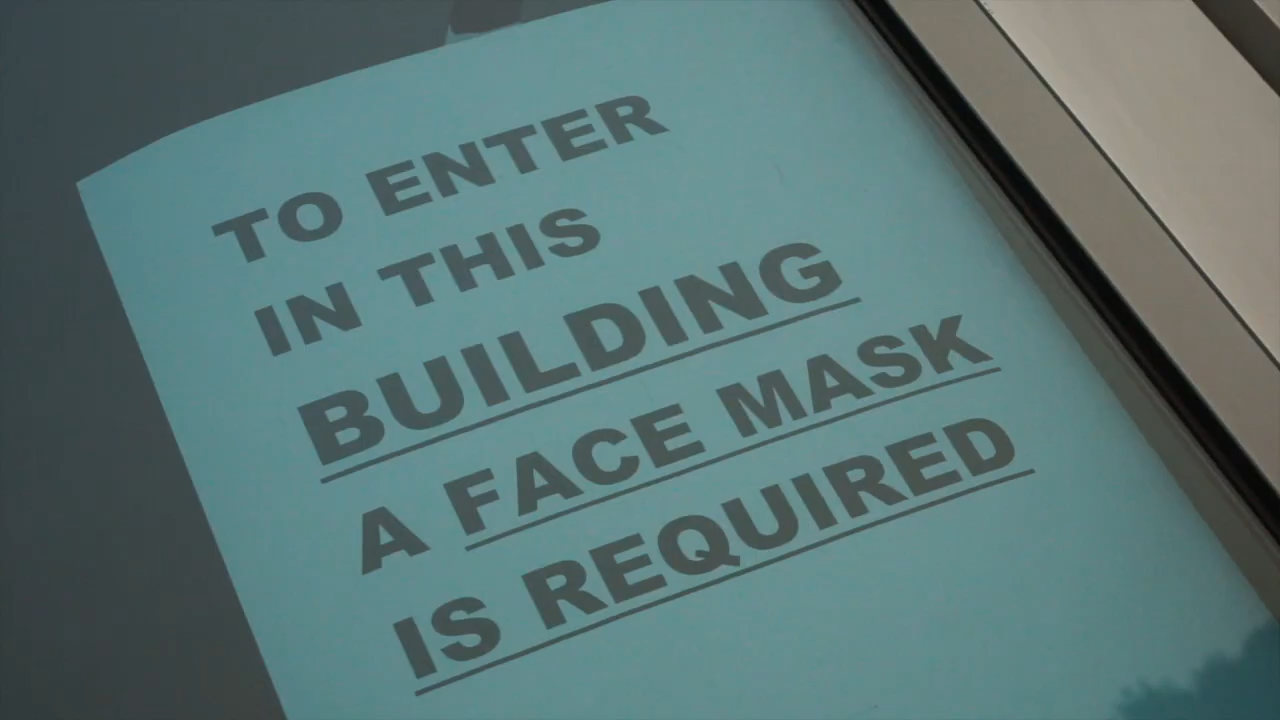 TO ENTER
IN THIS
BUILDING
A FACE MASK
IS REQUIRED